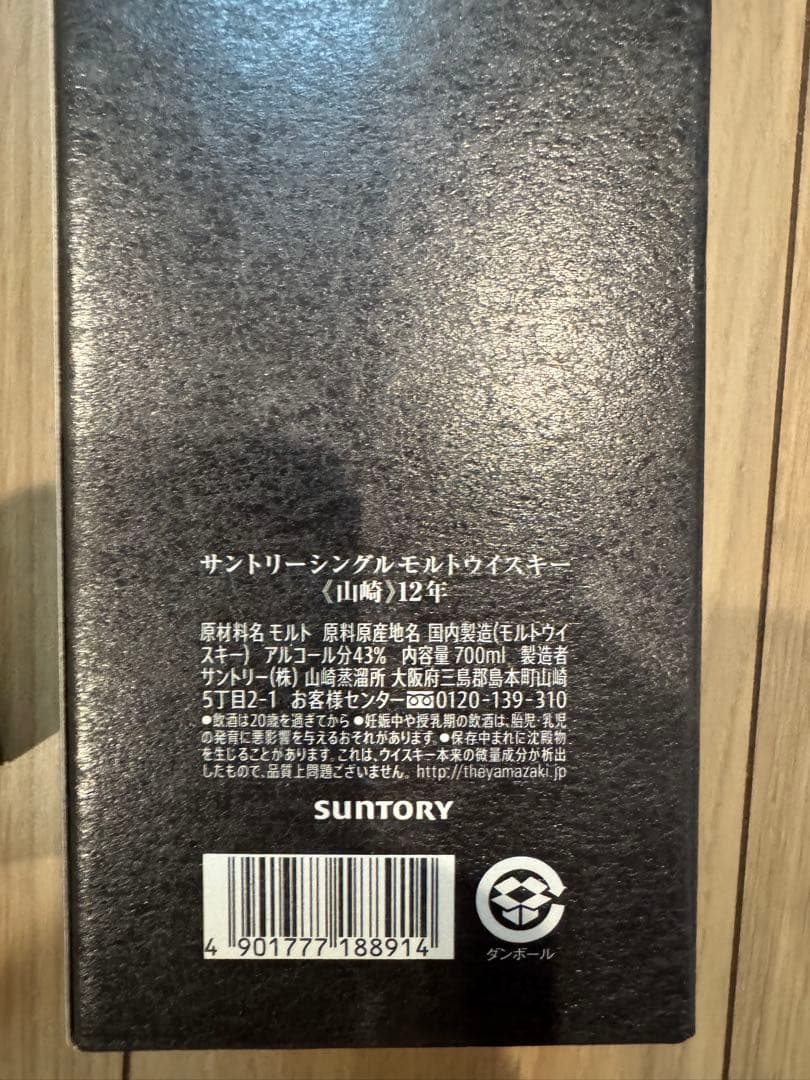 サントリーシングルモルトウイスキー
《山崎》12年
原材料名 モルト 原料原産地名 国内製造(モルトウイ
スキー) アルコール分43% 内容量 700ml 製造者
サントリー(株) 山崎蒸溜所 大阪府三島郡島本町山崎
5丁目2-1 お客様センター 0120-139-310
●飲酒は20歳を過ぎてから ●妊娠中や授乳期の飲酒は、胎児・乳児
の発育に悪影響を与えるおそれがあります。●保存中まれに沈殿物
を生じることがあります。これは、ウイスキー本来の微量成分が析出
したもので、品質上問題ございません。http://theyamazaki.jp
SUNTORY
4 901777 188914
ダンボール